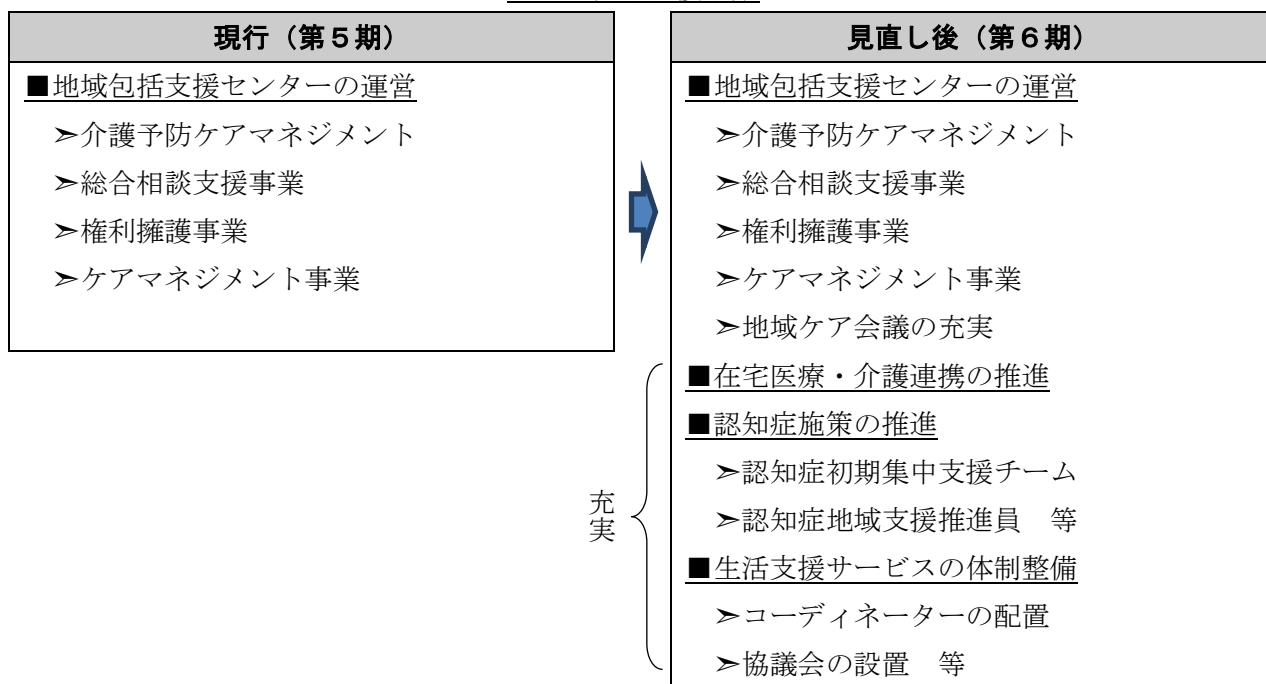 現行（第５期）
■地域包括支援センターの運営
➢介護予防ケアマネジメント
➢総合相談支援事業
➢権利擁護事業
➢ケアマネジメント事業
見直し後（第６期）
■地域包括支援センターの運営
➢介護予防ケアマネジメント
➢総合相談支援事業
➢権利擁護事業
➢ケアマネジメント事業
➢地域ケア会議の充実
充実
■在宅医療・介護連携の推進
■認知症施策の推進
➢認知症初期集中支援チーム
➢認知症地域支援推進員　等
■生活支援サービスの体制整備
➢コーディネーターの配置
➢協議会の設置　等